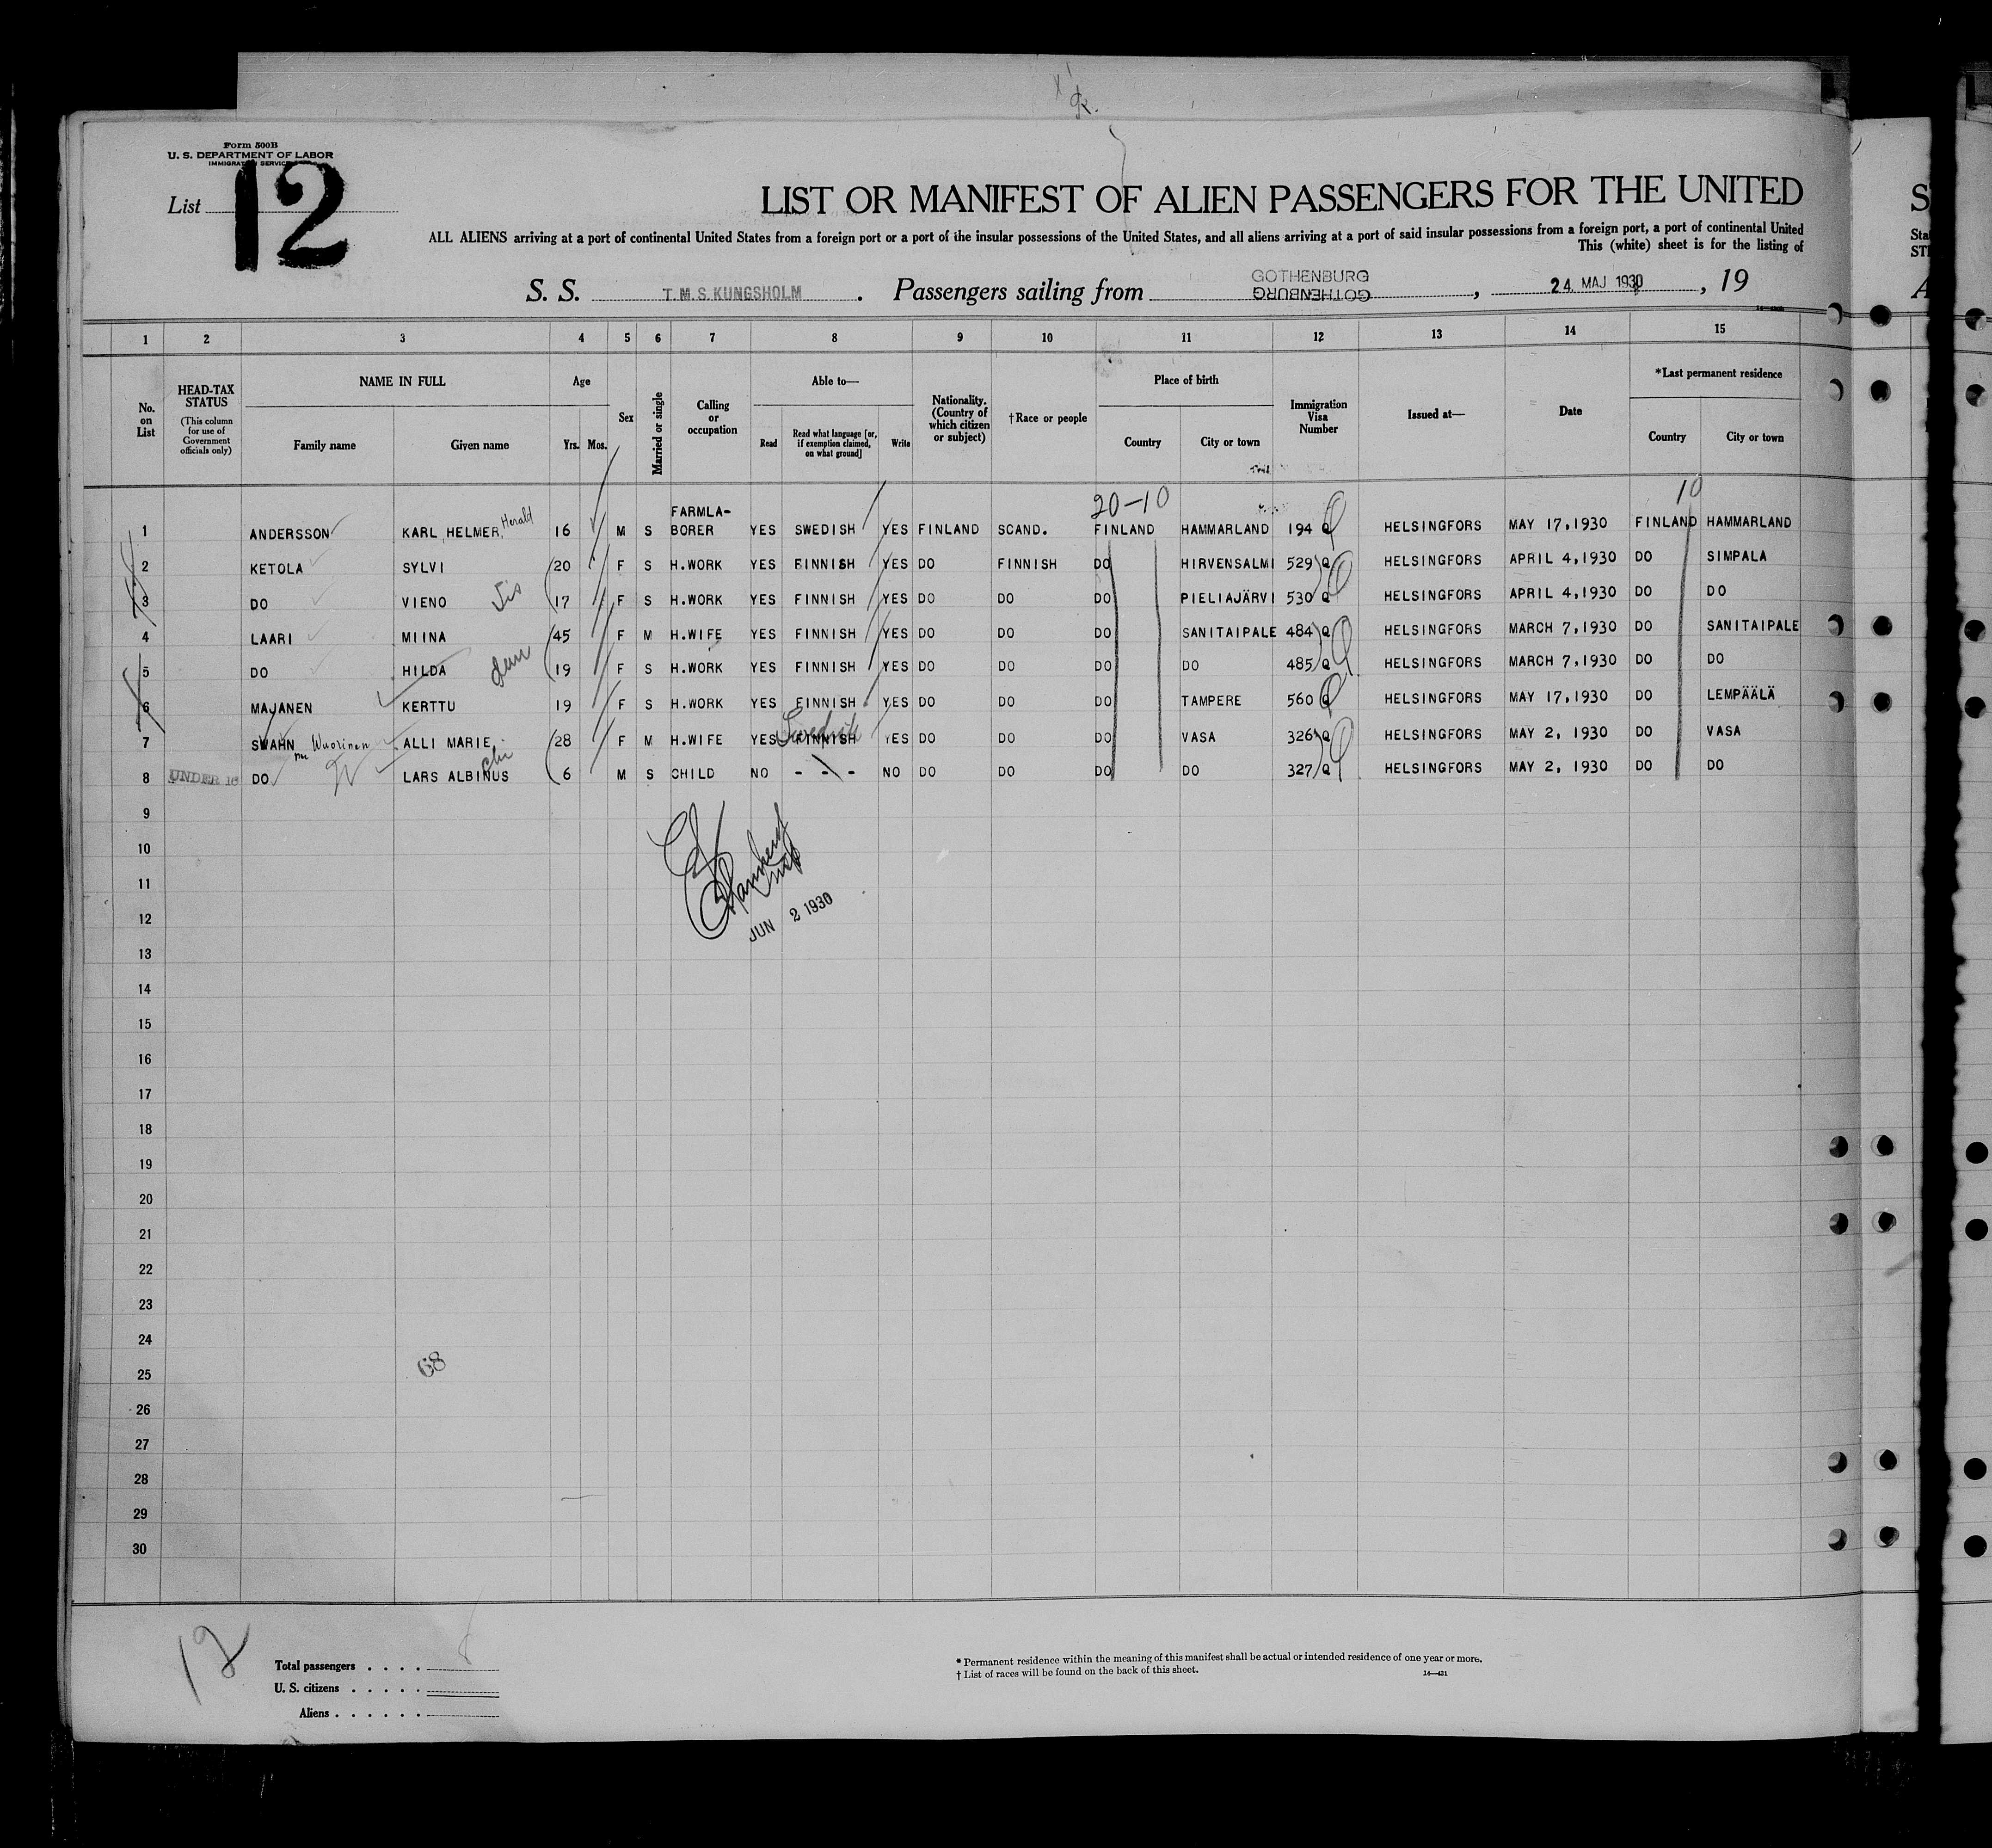 Form 500B
U. S. DEPARTMENT OF LABOR
IMMIGRATION SERVICE
List 12
LIST OR MANIFEST OF ALIEN PASSENGERS FOR THE UNITED
ALL ALIENS arriving at a port of continental United States from a foreign port or a port of the insular possessions of the United States, and all aliens arriving at a port of said insular possessions from a foreign port, a port of continental United
This (white) sheet is for the listing of
GOTHENBURG
S. S. T.M.S. KUNGSHOLM . Passengers sailing from GOTHENBURG , 24 MAJ 1930 , 19
1 2 3 4 5 6 7 8 9 10 11 12 13 14 15
No. on List
HEAD-TAX STATUS
(This column for use of Government officials only)
NAME IN FULL
Family name Given name
Age
Yrs. Mos.
Sex
Married or single
Calling or occupation
Able to—
Read Read what language [or, if exemption claimed, on what ground] Write
Nationality. (Country of which citizen or subject)
†Race or people
Place of birth
Country City or town
Immigration Visa Number
Issued at—
Date
*Last permanent residence
Country City or town
20-10 10
1 ANDERSSON KARL HELMER Herald 16 M S FARMLA-BORER YES SWEDISH YES FINLAND SCAND. FINLAND HAMMARLAND 194 Q HELSINGFORS MAY 17,1930 FINLAND HAMMARLAND
2 KETOLA SYLVI 20 F S H.WORK YES FINNISH YES DO FINNISH DO HIRVENSALMI 529 Q HELSINGFORS APRIL 4,1930 DO SIMPALA
3 DO VIENO sis 17 F S H.WORK YES FINNISH YES DO DO DO PIELIAJÄRVI 530 Q HELSINGFORS APRIL 4,1930 DO DO
4 LAARI MIINA 45 F M H.WIFE YES FINNISH YES DO DO DO SANITAIPALE 484 Q HELSINGFORS MARCH 7,1930 DO SANITAIPALE
5 DO HILDA 19 F S H.WORK YES FINNISH YES DO DO DO DO 485 Q HELSINGFORS MARCH 7,1930 DO DO
6 MAJANEN KERTTU 19 F S H.WORK YES FINNISH YES DO DO DO TAMPERE 560 Q HELSINGFORS MAY 17,1930 DO LEMPÄÄLÄ
7 SWAHN Wuorinen ALLI MARIE 28 F M H.WIFE YES Swedish FINNISH YES DO DO DO VASA 326 Q HELSINGFORS MAY 2, 1930 DO VASA
8 UNDER 16 DO LARS ALBINUS chi 6 M S CHILD NO - - - NO DO DO DO DO 327 Q HELSINGFORS MAY 2, 1930 DO DO
9
10
11
12
JUN 2 1930
13
14
15
16
17
18
19
20
21
22
23
24
25
68
26
27
28
29
30
12
Total passengers . . . . 8
U. S. citizens . . . . .
Aliens . . . . . .
* Permanent residence within the meaning of this manifest shall be actual or intended residence of one year or more.
† List of races will be found on the back of this sheet.
14—431